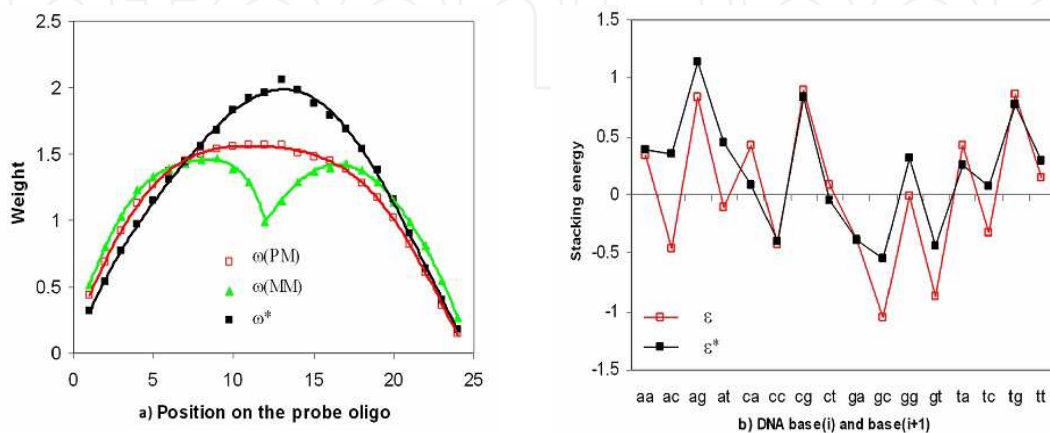 2.5
2
1.5
1
0.5
0
0 5 10 15 20 25
Weight
ω(PM)
ω(MM)
ω*
a) Position on the probe oligo
1.5
1
0.5
0
-0.5
-1
-1.5
Stacking energy
ε
ε*
aa ac ag at ca cc cg ct ga gc gg gt ta tc tg tt
b) DNA base(i) and base(i+1)